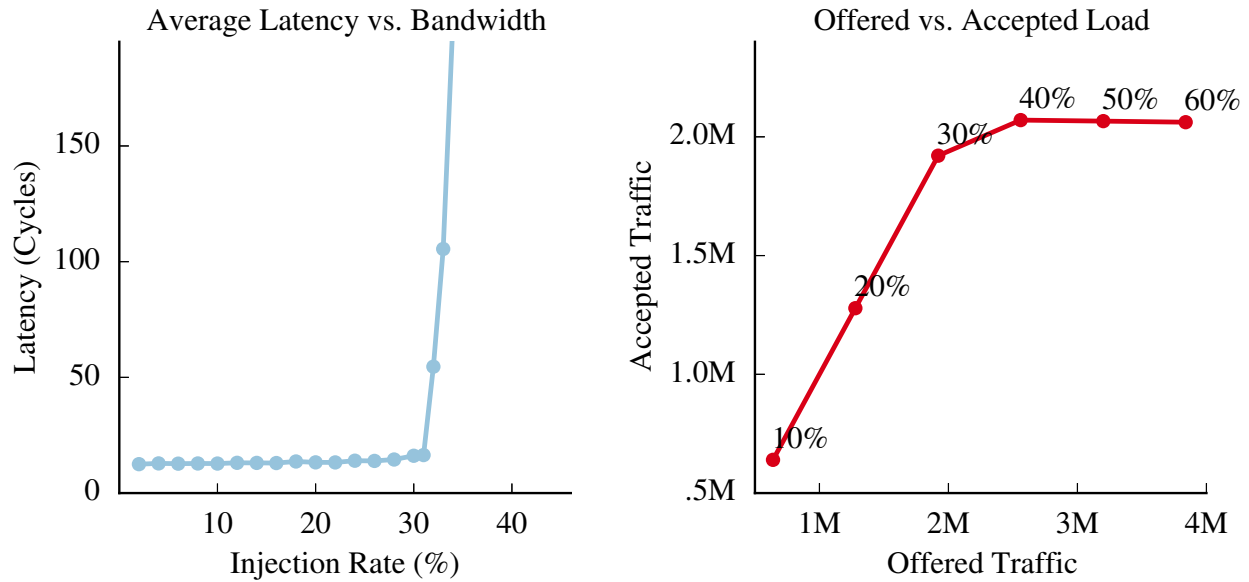 Average Latency vs. Bandwidth
150
100
50
0
Latency (Cycles)
10 20 30 40
Injection Rate (%)
Offered vs. Accepted Load
2.0M
1.5M
1.0M
.5M
Accepted Traffic
10%
20%
30%
40%
50%
60%
1M 2M 3M 4M
Offered Traffic